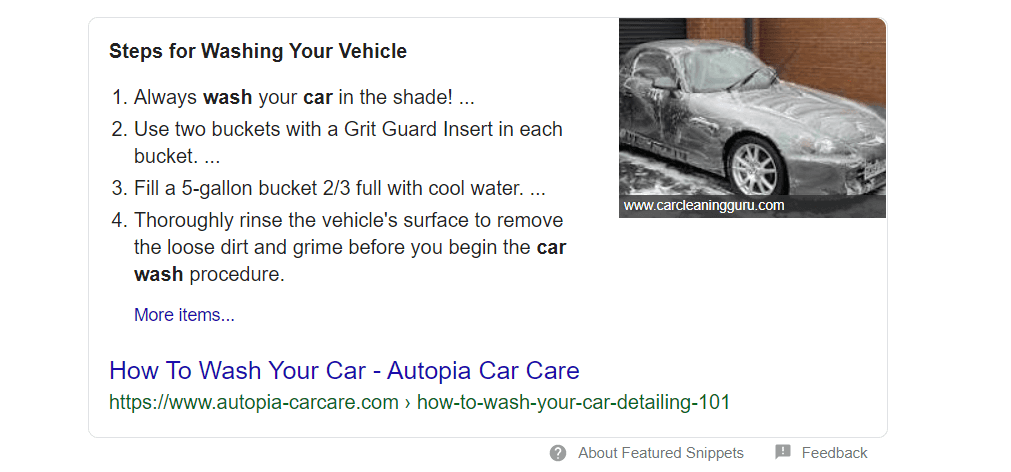 Steps for Washing Your Vehicle
1. Always wash your car in the shade! ...
2. Use two buckets with a Grit Guard Insert in each
bucket. ...
3. Fill a 5-gallon bucket 2/3 full with cool water. ...
4. Thoroughly rinse the vehicle's surface to remove
the loose dirt and grime before you begin the car
wash procedure.
More items...
www.carcleaningguru.com
How To Wash Your Car - Autopia Car Care
https://www.autopia-carcare.com › how-to-wash-your-car-detailing-101
About Featured Snippets
Feedback